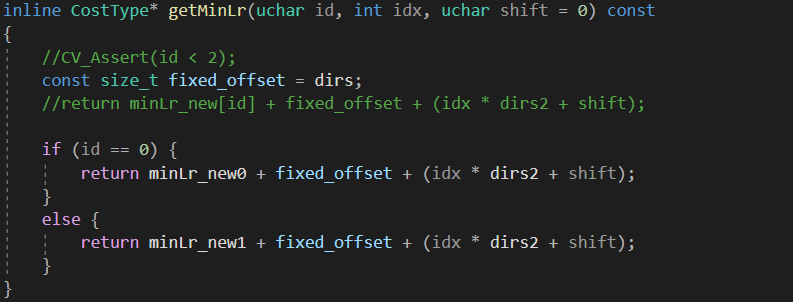 inline CostType* getMinLr(uchar id, int idx, uchar shift = 0) const
{
    //CV_Assert(id < 2);
    const size_t fixed_offset = dirs;
    //return minLr_new[id] + fixed_offset + (idx * dirs2 + shift);

    if (id == 0) {
        return minLr_new0 + fixed_offset + (idx * dirs2 + shift);
    }
    else {
        return minLr_new1 + fixed_offset + (idx * dirs2 + shift);
    }
}